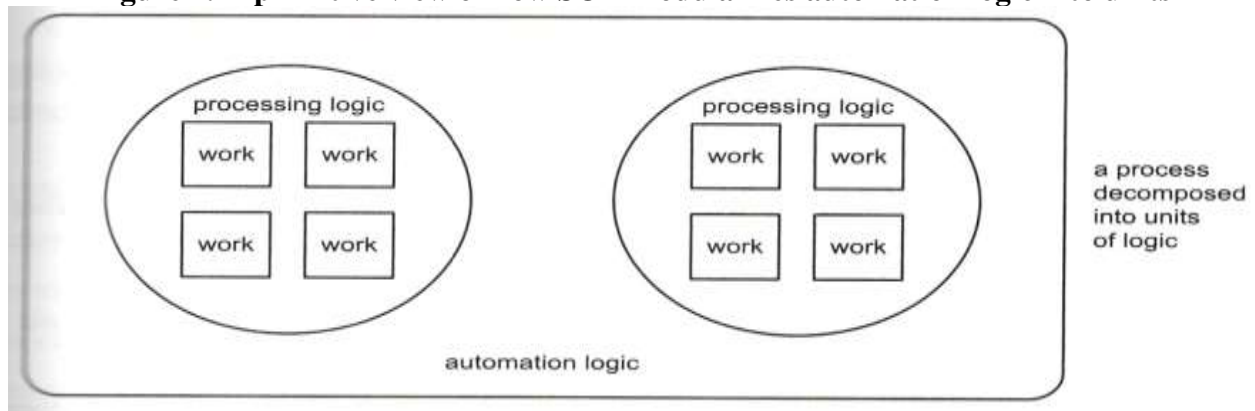 processing logic
processing logic
work work
work work
work work
work work
a process
decomposed
into units
of logic
automation logic